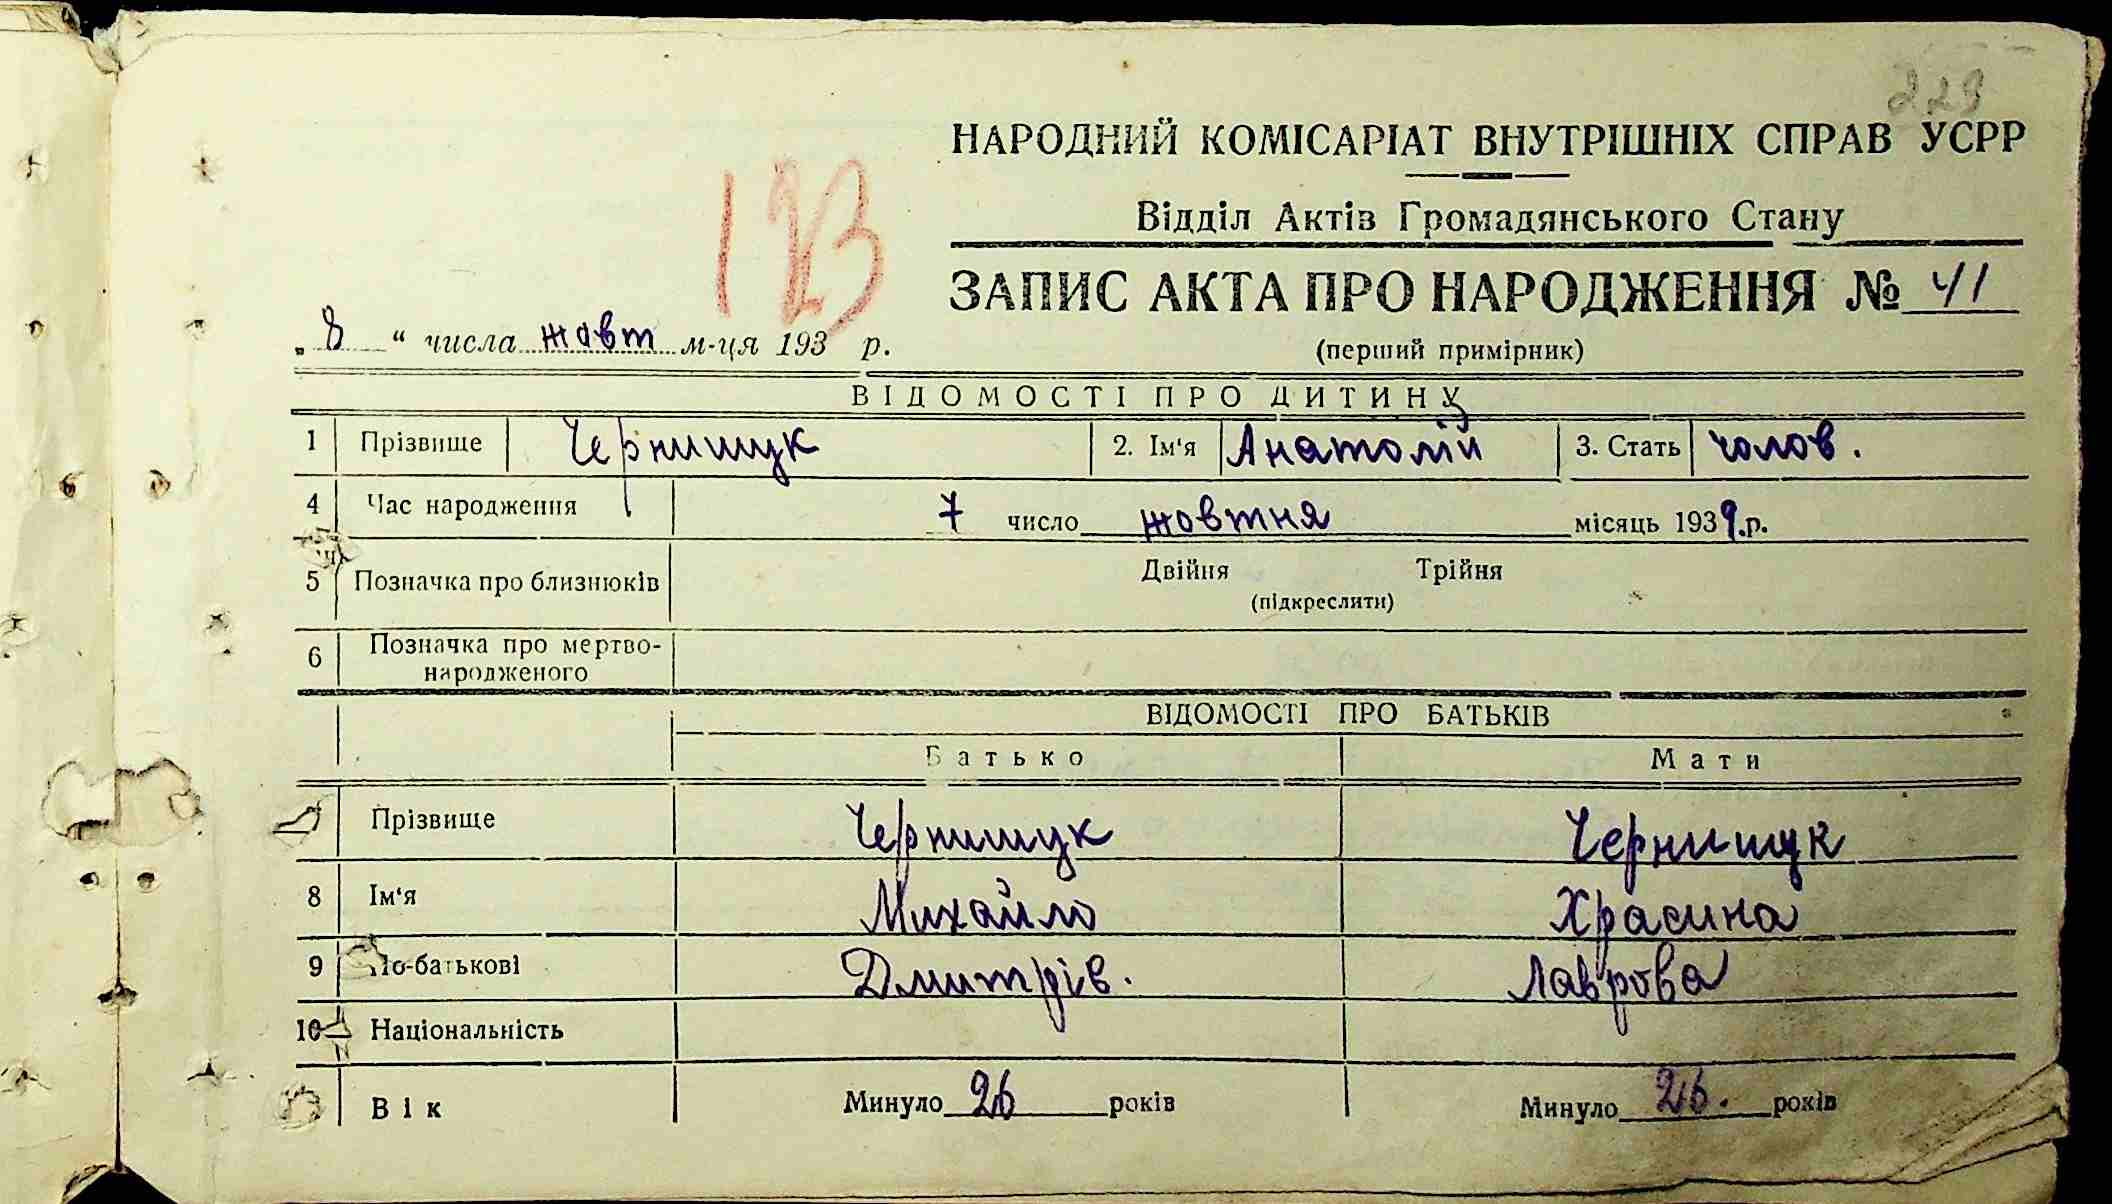 229
НАРОДНИЙ КОМІСАРІАТ ВНУТРІШНІХ СПРАВ УСРР
Відділ Актів Громадянського Стану
123
ЗАПИС АКТА ПРО НАРОДЖЕННЯ № 41
„ 8 “ числа жовт м-ця 193 р.
(перший примірник)
ВІДОМОСТІ ПРО ДИТИНУ
1 Прізвище Чернишук 2. Ім'я Анатолій 3. Стать чолов.
4 Час народження 7 число жовтня місяць 1939.р.
5 Позначка про близнюків Двійня Трійня
(підкреслити)
6 Позначка про мертво-
народженого
ВІДОМОСТІ ПРО БАТЬКІВ
Батько Мати
Прізвище Чернишук Чернишук
8 Ім'я Михайло Храсина
9 По-батькові Дмитрів. Лаврова
10 Національність
Вік Минуло 26 років Минуло 26. років